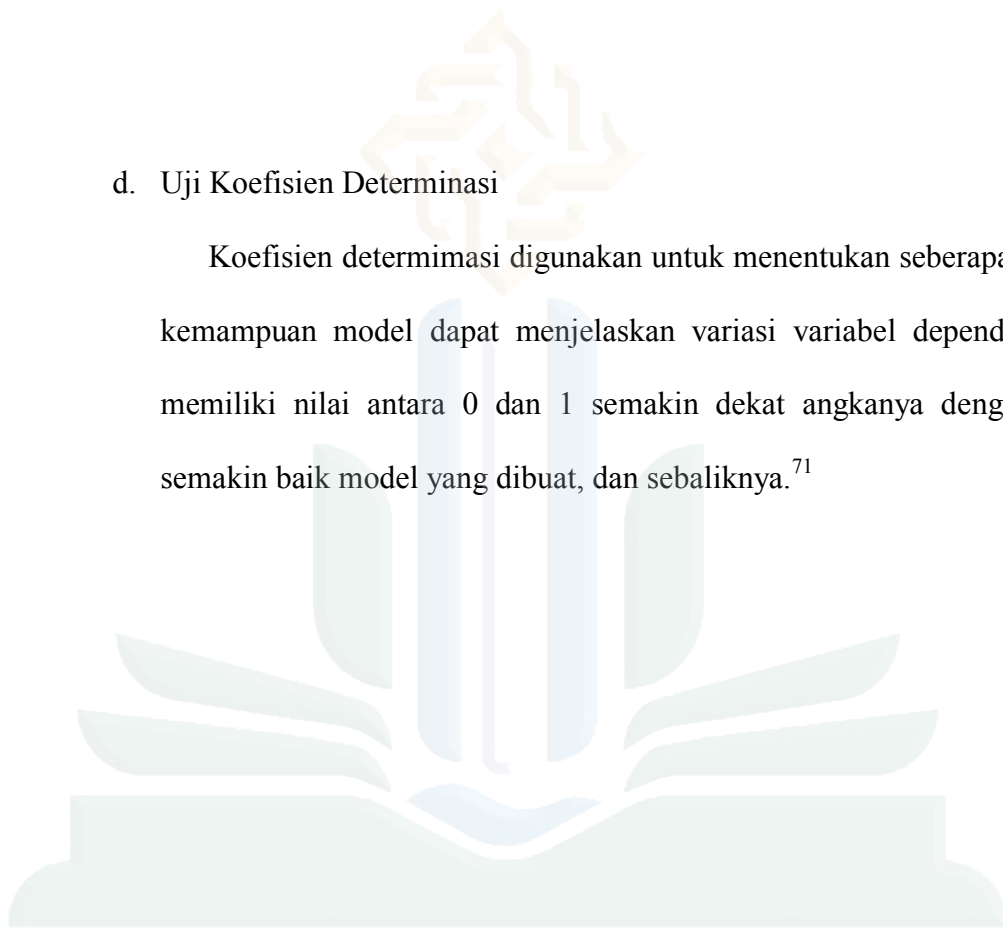 d. Uji Koefisien Determinasi
Koefisien determimasi digunakan untuk menentukan seberapa
kemampuan model dapat menjelaskan variasi variabel depend
memiliki nilai antara 0 dan 1 semakin dekat angkanya deng
semakin baik model yang dibuat, dan sebaliknya.71